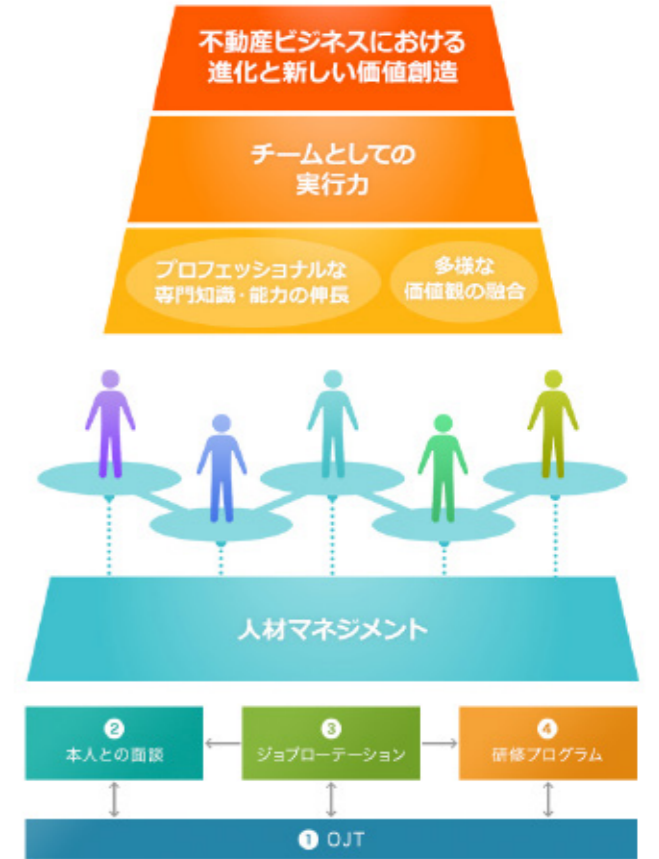 不動産ビジネスにおける
進化と新しい価値創造
チームとしての
実行力
プロフェッショナルな
専門知識・能力の伸長
多様な
価値観の融合
人材マネジメント
2
本人との面談
3
ジョブローテーション
4
研修プログラム
1 OJT